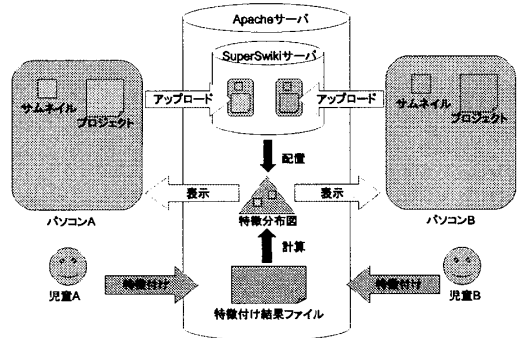 Apacheサーバ
SuperSwikiサーバ
サムネイル
プロジェクト
アップロード
アップロード
サムネイル
プロジェクト
配置
表示
表示
パソコンA
特徴分布図
パソコンB
計算
児童A
特徴付け
特徴付け結果ファイル
特徴付け
児童B